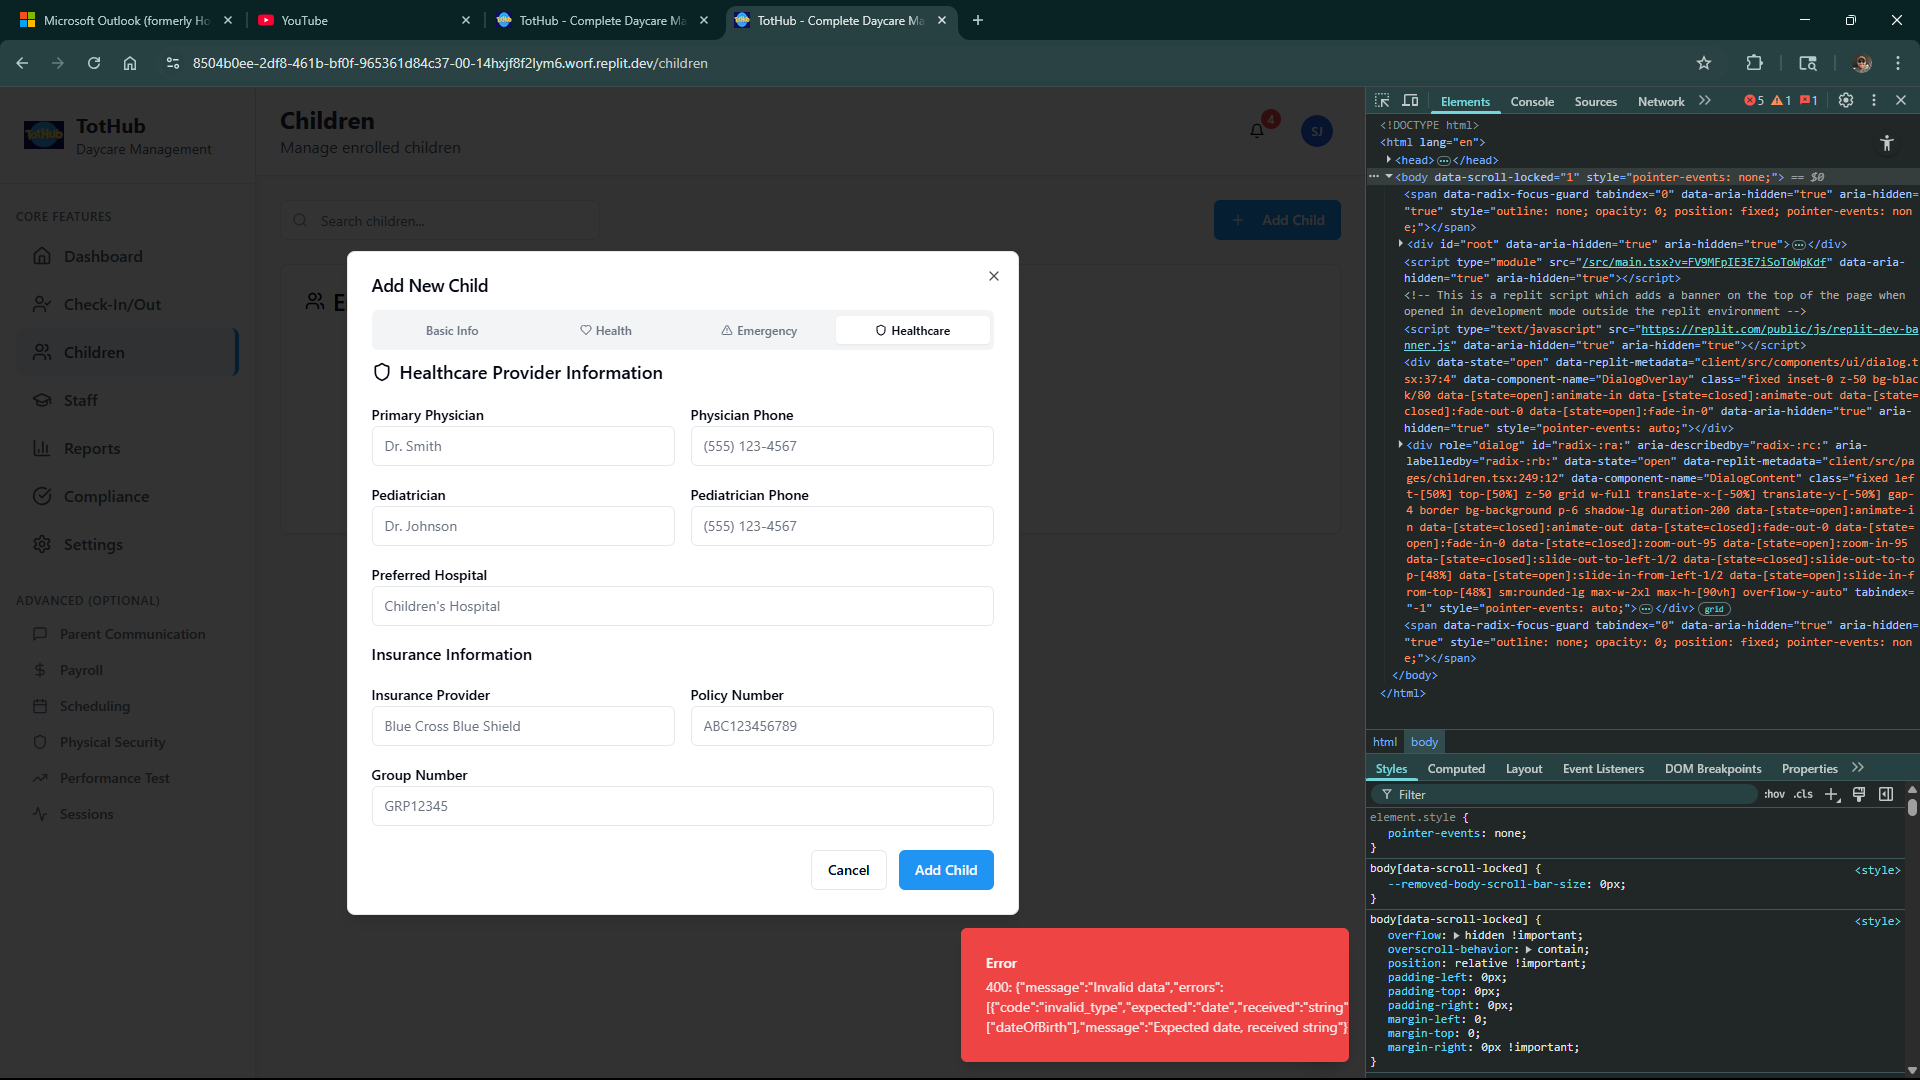 Microsoft Outlook (formerly Ho
YouTube
TotHub - Complete Daycare Ma
TotHub - Complete Daycare Ma
8504b0ee-2df8-461b-bf0f-965361d84c37-00-14hxjf8f2lym6.worf.replit.dev/children
TotHub
TotHub
Daycare Management
CORE FEATURES
Dashboard
Check-In/Out
Children
Staff
Reports
Compliance
Settings
ADVANCED (OPTIONAL)
Parent Communication
Payroll
Scheduling
Physical Security
Performance Test
Sessions
Children
Manage enrolled children
4
SJ
Search children...
Add Child
E
Add New Child
Basic Info
Health
Emergency
Healthcare
Healthcare Provider Information
Primary Physician
Physician Phone
Dr. Smith
(555) 123-4567
Pediatrician
Pediatrician Phone
Dr. Johnson
(555) 123-4567
Preferred Hospital
Children's Hospital
Insurance Information
Insurance Provider
Policy Number
Blue Cross Blue Shield
ABC123456789
Group Number
GRP12345
Cancel
Add Child
Error
400: {"message":"Invalid data","errors":
[{"code":"invalid_type","expected":"date","received":"string"
["dateOfBirth"],"message":"Expected date, received string"}
Elements
Console
Sources
Network
5
1
1
<!DOCTYPE html>
<html lang="en">
<head></head>
<body data-scroll-locked="1" style="pointer-events: none;"> == $0
<span data-radix-focus-guard tabindex="0" data-aria-hidden="true" aria-hidden=
"true" style="outline: none; opacity: 0; position: fixed; pointer-events: non
e;"></span>
<div id="root" data-aria-hidden="true" aria-hidden="true"></div>
<script type="module" src="/src/main.tsx?v=FV9MFpIE3E7iSoToWpKdf" data-aria-
hidden="true" aria-hidden="true"></script>
<!-- This is a replit script which adds a banner on the top of the page when
opened in development mode outside the replit environment -->
<script type="text/javascript" src="https://replit.com/public/js/replit-dev-ba
nner.js" data-aria-hidden="true" aria-hidden="true"></script>
<div data-state="open" data-replit-metadata="client/src/components/ui/dialog.t
sx:37:4" data-component-name="DialogOverlay" class="fixed inset-0 z-50 bg-blac
k/80 data-[state=open]:animate-in data-[state=closed]:animate-out data-[state=
closed]:fade-out-0 data-[state=open]:fade-in-0" data-aria-hidden="true" aria-
hidden="true" style="pointer-events: auto;"></div>
<div role="dialog" id="radix-:ra:" aria-describedby="radix-:rc:" aria-
labelledby="radix-:rb:" data-state="open" data-replit-metadata="client/src/pa
ges/children.tsx:249:12" data-component-name="DialogContent" class="fixed lef
t-[50%] top-[50%] z-50 grid w-full translate-x-[-50%] translate-y-[-50%] gap-
4 border bg-background p-6 shadow-lg duration-200 data-[state=open]:animate-i
n data-[state=closed]:animate-out data-[state=closed]:fade-out-0 data-[state=
open]:fade-in-0 data-[state=closed]:zoom-out-95 data-[state=open]:zoom-in-95
data-[state=closed]:slide-out-to-left-1/2 data-[state=closed]:slide-out-to-to
p-[48%] data-[state=open]:slide-in-from-left-1/2 data-[state=open]:slide-in-f
rom-top-[48%] sm:rounded-lg max-w-2xl max-h-[90vh] overflow-y-auto" tabindex=
"-1" style="pointer-events: auto;"></div> grid
<span data-radix-focus-guard tabindex="0" data-aria-hidden="true" aria-hidden=
"true" style="outline: none; opacity: 0; position: fixed; pointer-events: non
e;"></span>
</body>
</html>
html
body
Styles
Computed
Layout
Event Listeners
DOM Breakpoints
Properties
Filter
:hov
.cls
element.style {
pointer-events: none;
}
body[data-scroll-locked] {
<style>
--removed-body-scroll-bar-size: 0px;
}
body[data-scroll-locked] {
<style>
overflow: hidden !important;
overscroll-behavior: contain;
position: relative !important;
padding-left: 0px;
padding-top: 0px;
padding-right: 0px;
margin-left: 0;
margin-top: 0;
margin-right: 0px !important;
}